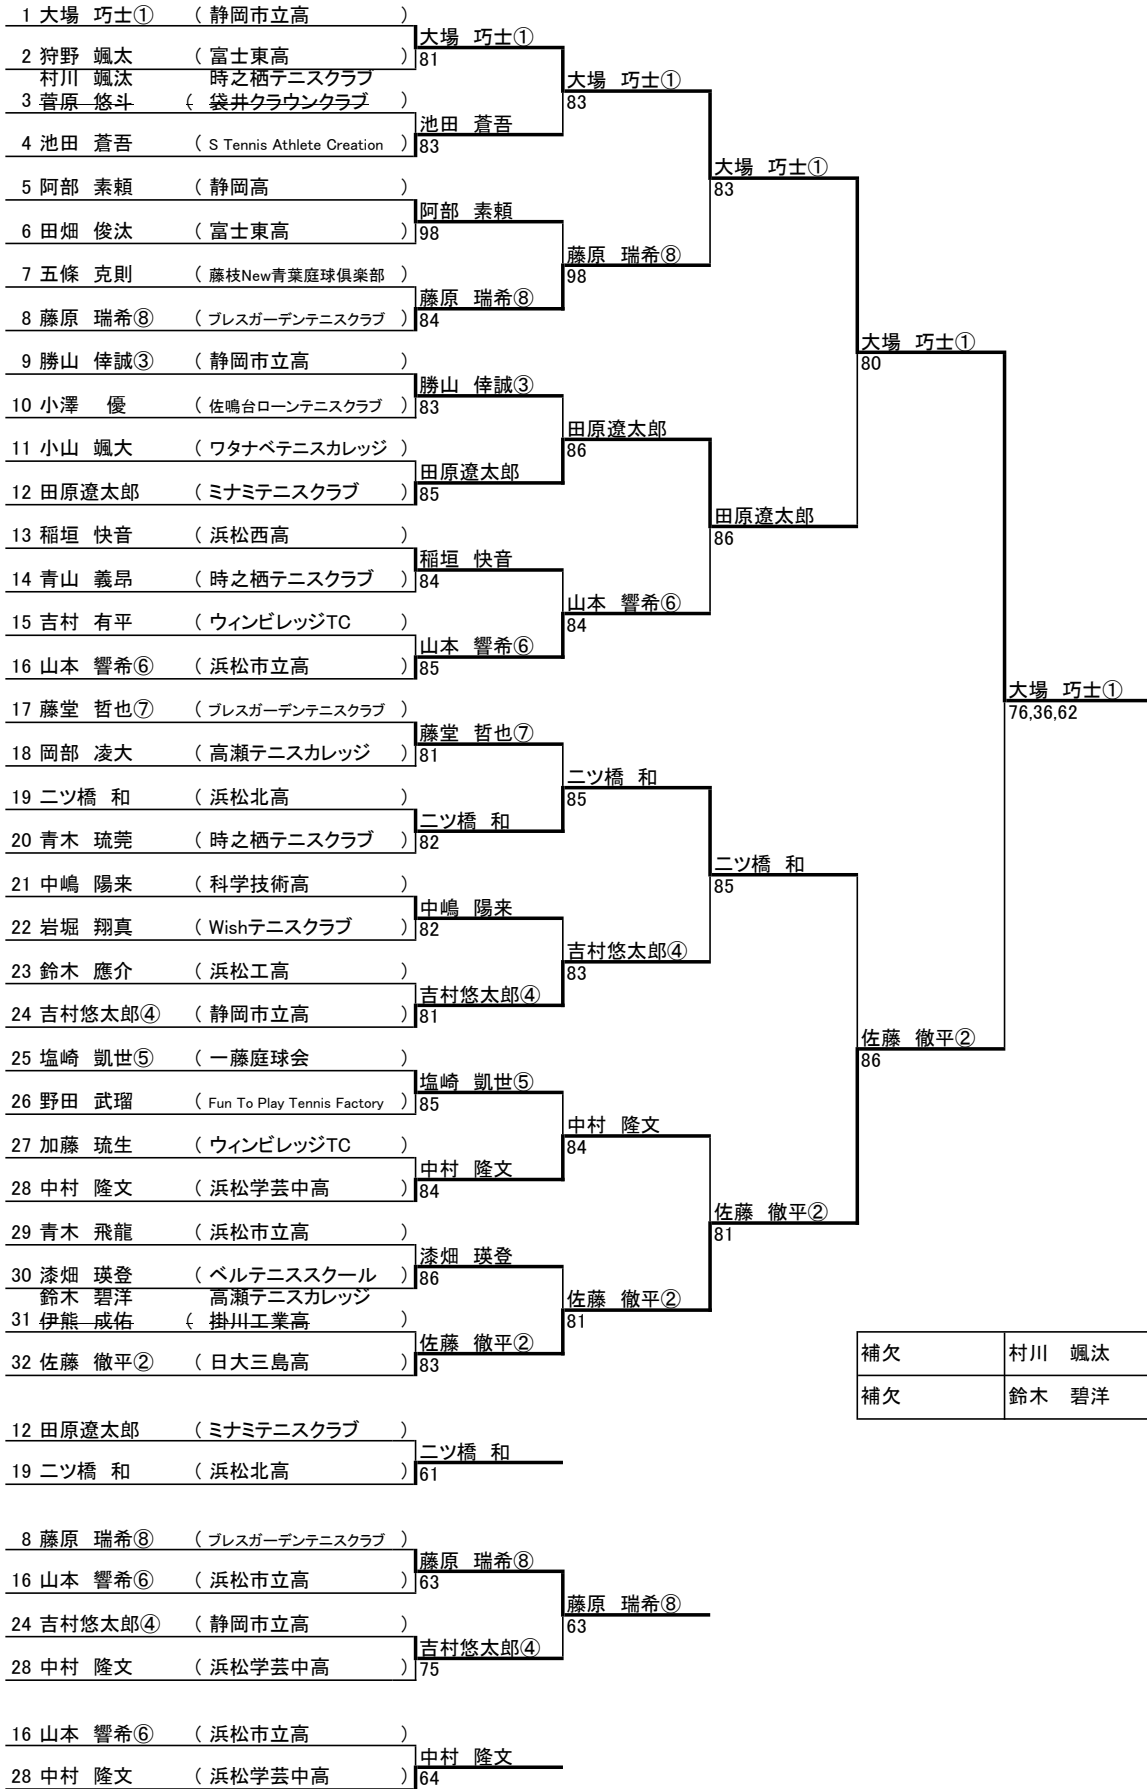 1 大場 巧士① ( 静岡市立高 )
大場 巧士①
2 狩野 颯太 ( 富士東高 ) 81
村川 颯汰 時之栖テニスクラブ
大場 巧士①
3 菅原 悠斗 ( 袋井クラウンクラブ )
83
池田 蒼吾
4 池田 蒼吾 ( S Tennis Athlete Creation ) 83
大場 巧士①
5 阿部 素頼 ( 静岡高 )
83
阿部 素頼
6 田畑 俊汰 ( 富士東高 ) 98
藤原 瑞希⑧
7 五條 克則 ( 藤枝New青葉庭球倶楽部 )
98
藤原 瑞希⑧
8 藤原 瑞希⑧ ( ブレスガーデンテニスクラブ ) 84
大場 巧士①
9 勝山 倖誠③ ( 静岡市立高 )
80
勝山 倖誠③
10 小澤 優 ( 佐鳴台ローンテニスクラブ ) 83
田原遼太郎
11 小山 颯大 ( ワタナベテニスカレッジ )
86
田原遼太郎
12 田原遼太郎 ( ミナミテニスクラブ ) 85
田原遼太郎
13 稲垣 快音 ( 浜松西高 )
86
稲垣 快音
14 青山 義昂 ( 時之栖テニスクラブ ) 84
山本 響希⑥
15 吉村 有平 ( ウィンビレッジTC )
84
山本 響希⑥
16 山本 響希⑥ ( 浜松市立高 ) 85
大場 巧士①
17 藤堂 哲也⑦ ( ブレスガーデンテニスクラブ )
76,36,62
藤堂 哲也⑦
18 岡部 凌大 ( 高瀬テニスカレッジ ) 81
二ツ橋 和
19 二ツ橋 和 ( 浜松北高 )
85
二ツ橋 和
20 青木 琉莞 ( 時之栖テニスクラブ ) 82
二ツ橋 和
21 中嶋 陽来 ( 科学技術高 )
85
中嶋 陽来
22 岩堀 翔真 ( Wishテニスクラブ ) 82
吉村悠太郎④
23 鈴木 應介 ( 浜松工高 )
83
吉村悠太郎④
24 吉村悠太郎④ ( 静岡市立高 ) 81
佐藤 徹平②
25 塩崎 凱世⑤ ( 一藤庭球会 )
86
塩崎 凱世⑤
26 野田 武瑠 ( Fun To Play Tennis Factory ) 85
中村 隆文
27 加藤 琉生 ( ウィンビレッジTC )
84
中村 隆文
28 中村 隆文 ( 浜松学芸中高 ) 84
佐藤 徹平②
29 青木 飛龍 ( 浜松市立高 )
81
漆畑 瑛登
30 漆畑 瑛登 ( ベルテニススクール ) 86
鈴木 碧洋 高瀬テニスカレッジ
佐藤 徹平②
31 伊熊 成佑 ( 掛川工業高 )
81
佐藤 徹平②
32 佐藤 徹平② ( 日大三島高 ) 83
補欠 村川 颯汰
補欠 鈴木 碧洋
12 田原遼太郎 ( ミナミテニスクラブ )
二ツ橋 和
19 二ツ橋 和 ( 浜松北高 ) 61
8 藤原 瑞希⑧ ( ブレスガーデンテニスクラブ )
藤原 瑞希⑧
16 山本 響希⑥ ( 浜松市立高 ) 63
藤原 瑞希⑧
24 吉村悠太郎④ ( 静岡市立高 )
63
吉村悠太郎④
28 中村 隆文 ( 浜松学芸中高 ) 75
16 山本 響希⑥ ( 浜松市立高 )
中村 隆文
28 中村 隆文 ( 浜松学芸中高 ) 64